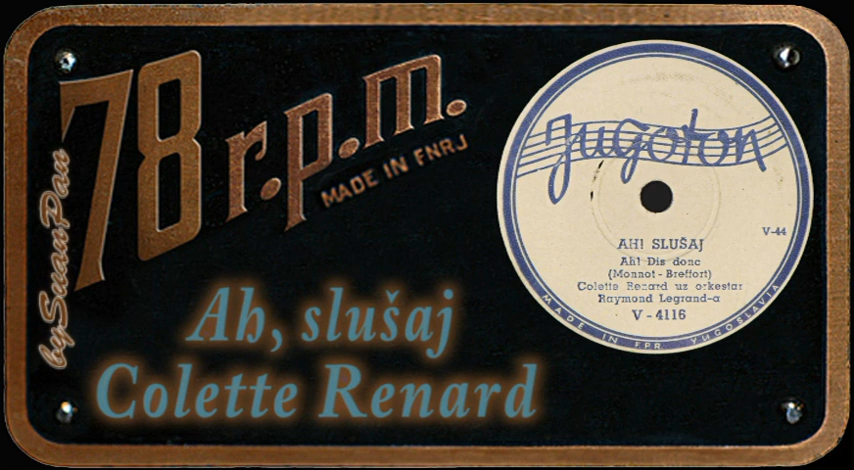 78 r.p.m.
MADE IN FNRJ
bySuanPan
Ah, slušaj
Colette Renard
Jugoton
V-44
AH! SLUŠAJ
Ah! Dis donc
(Monnot - Breffort)
Colette Renard uz orkestar
Raymond Legrand-a
V - 4116
MADE IN FPR YUGOSLAVIA